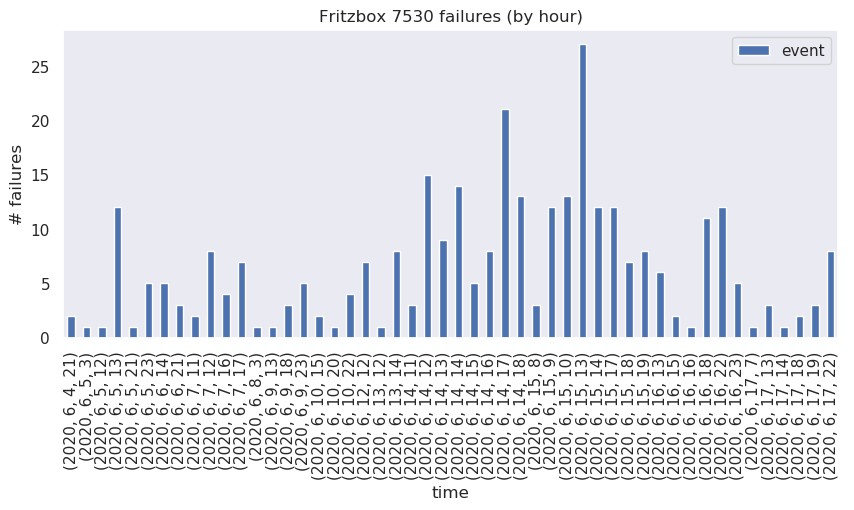 Fritzbox 7530 failures (by hour)
event
# failures
25
20
15
10
5
0
(2020, 6, 4, 21)
(2020, 6, 5, 3)
(2020, 6, 5, 12)
(2020, 6, 5, 13)
(2020, 6, 5, 21)
(2020, 6, 5, 23)
(2020, 6, 6, 14)
(2020, 6, 6, 21)
(2020, 6, 7, 11)
(2020, 6, 7, 12)
(2020, 6, 7, 16)
(2020, 6, 7, 17)
(2020, 6, 8, 3)
(2020, 6, 9, 13)
(2020, 6, 9, 18)
(2020, 6, 9, 23)
(2020, 6, 10, 15)
(2020, 6, 10, 20)
(2020, 6, 10, 22)
(2020, 6, 12, 12)
(2020, 6, 13, 12)
(2020, 6, 13, 14)
(2020, 6, 14, 11)
(2020, 6, 14, 12)
(2020, 6, 14, 13)
(2020, 6, 14, 14)
(2020, 6, 14, 15)
(2020, 6, 14, 16)
(2020, 6, 14, 17)
(2020, 6, 14, 18)
(2020, 6, 15, 8)
(2020, 6, 15, 9)
(2020, 6, 15, 10)
(2020, 6, 15, 13)
(2020, 6, 15, 14)
(2020, 6, 15, 17)
(2020, 6, 15, 18)
(2020, 6, 15, 19)
(2020, 6, 16, 13)
(2020, 6, 16, 15)
(2020, 6, 16, 16)
(2020, 6, 16, 18)
(2020, 6, 16, 22)
(2020, 6, 16, 23)
(2020, 6, 17, 7)
(2020, 6, 17, 13)
(2020, 6, 17, 14)
(2020, 6, 17, 18)
(2020, 6, 17, 19)
(2020, 6, 17, 22)
time